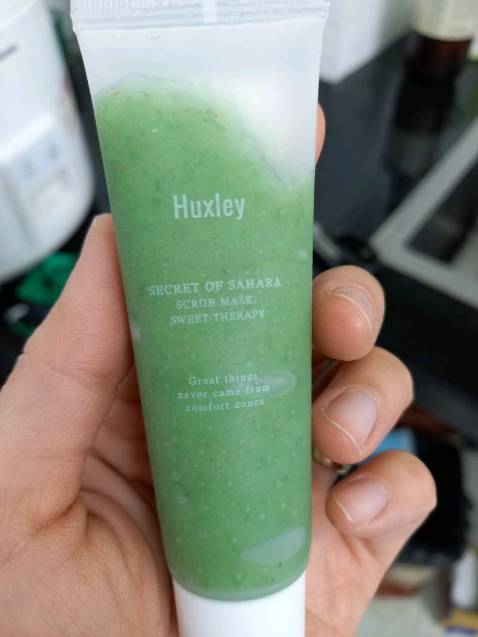 Huxley
SECRET OF SAHARA
SCRUB MASK;
SWEET THERAPY
Great things
never came from
comfort zones